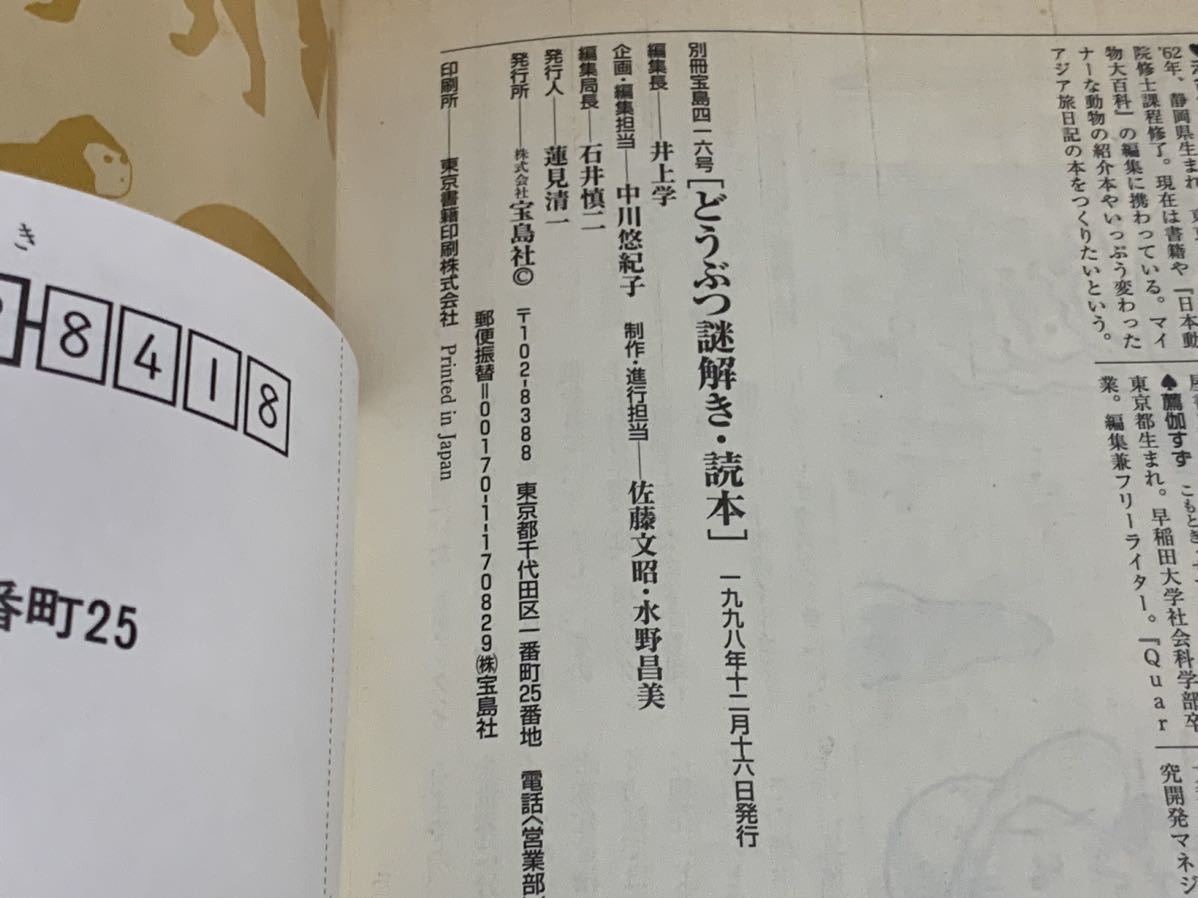 '62年、静岡県生まれ
院修士課程修了。現在は書籍や『日本動
物大百科』の編集に携わっている。マイ
ナーな動物の紹介本やいっぷう変わった
アジア旅日記の本をつくりたいという。
♠薦伽すず
東京都生まれ。早稲田大学社会科学部卒
業。編集兼フリーライター。『Quar
究開発マネジ
別冊宝島四一六号[どうぶつ謎解き・読本] 一九九八年十二月十六日発行
編集長――井上学
企画・編集担当――中川悠紀子 制作・進行担当――佐藤文昭・水野昌美
編集局長――石井慎二
発行人――蓮見清一
発行所――株式会社宝島社© 〒102-8388 東京都千代田区一番町25番地 電話〈営業部
郵便振替=00170-1-170829㈱宝島社
印刷所――東京書籍印刷株式会社 Printed in Japan
き
-8418
番町25